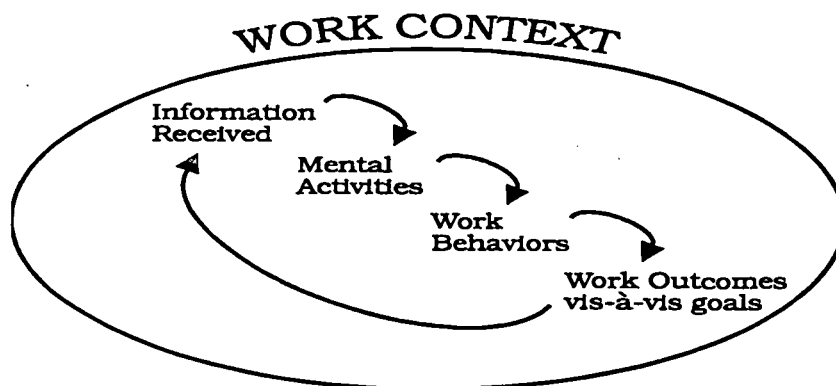 WORK CONTEXT
Information
Received
Mental
Activities
Work
Behaviors
Work Outcomes
vis-à-vis goals